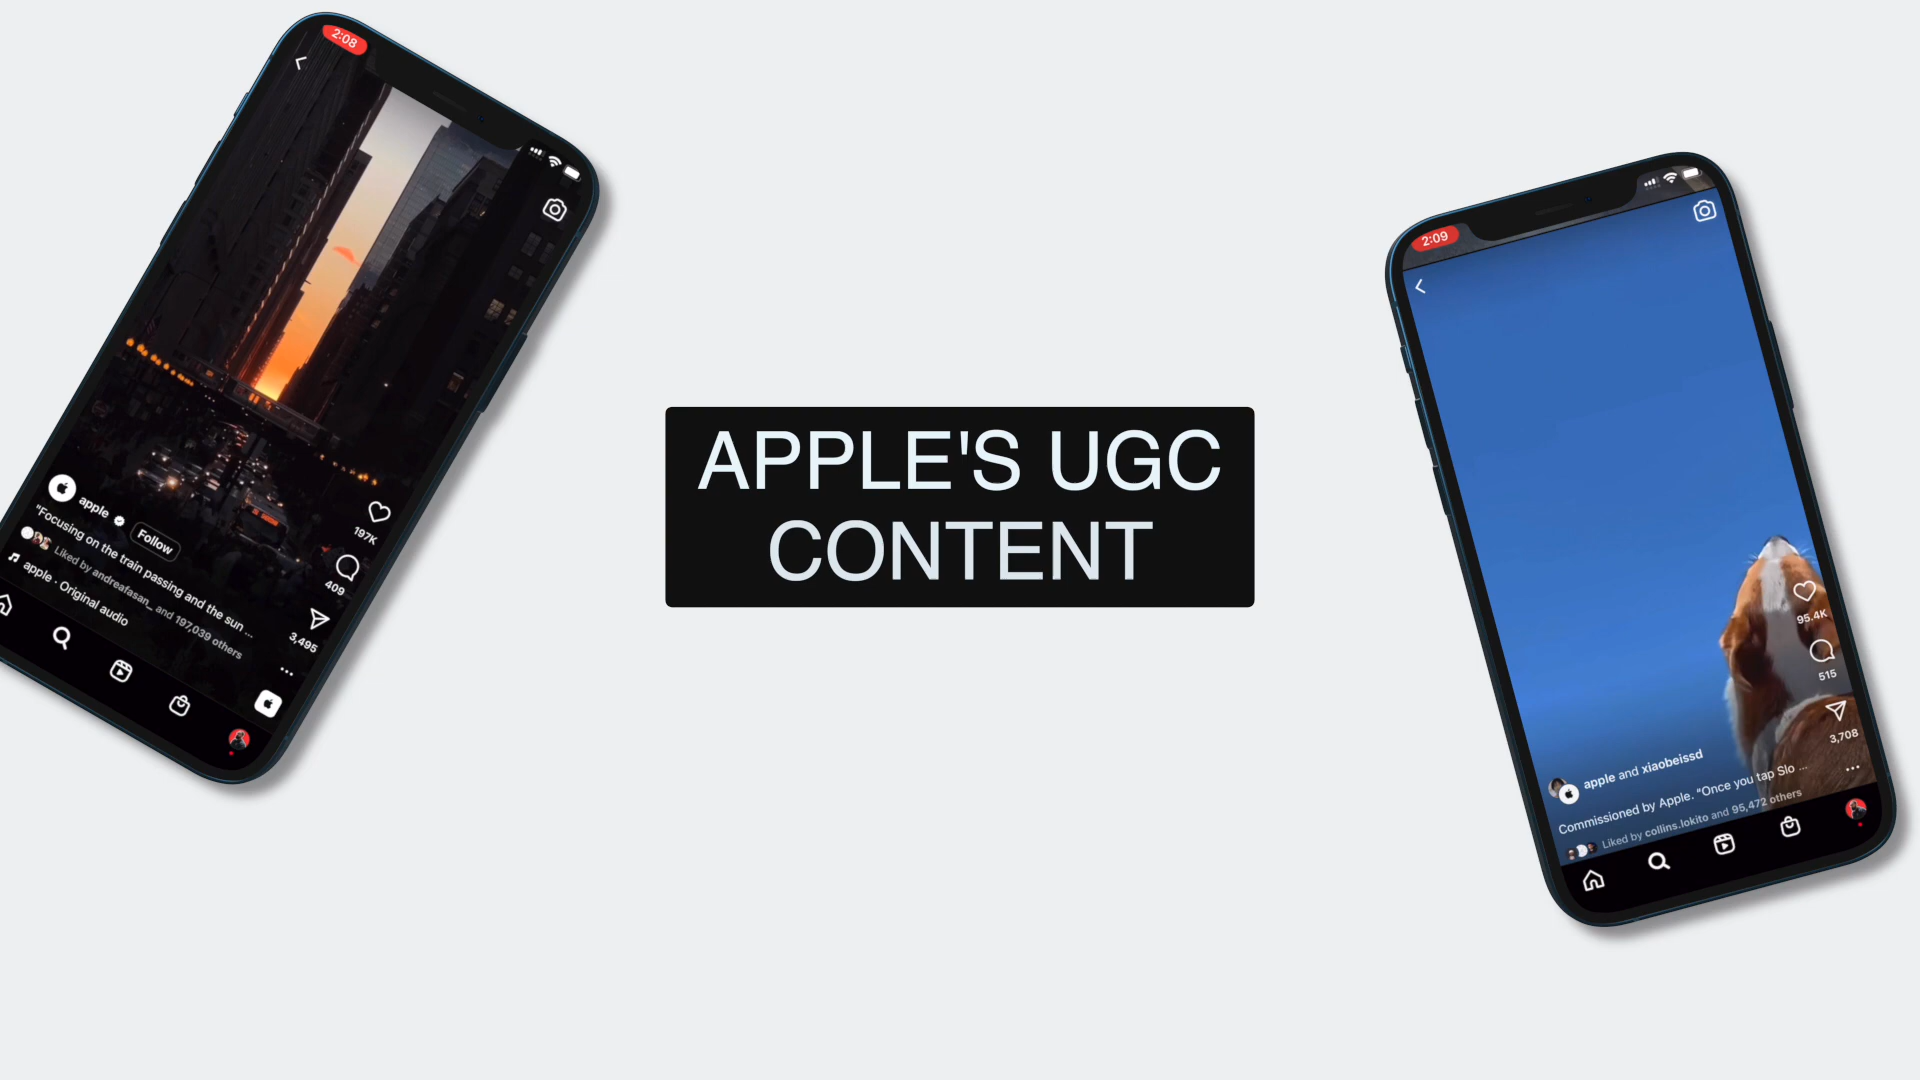 2:08
apple Follow
"Focusing on the train passing and the sun ...
Liked by andreafasan_ and 197,039 others
apple · Original audio
197K
409
3,495
APPLE'S UGC
CONTENT
2:09
95.4K
515
3,708
apple and xiaobeissd
Commissioned by Apple. "Once you tap Slo ...
Liked by collins.lokito and 95,472 others